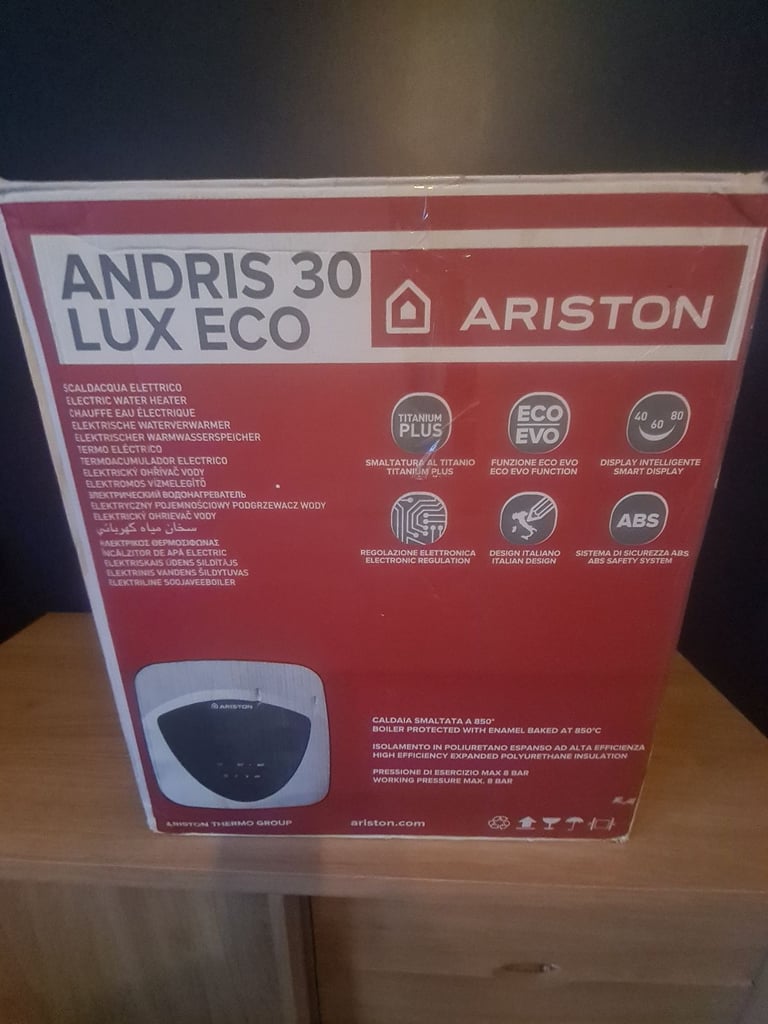 ANDRIS 30
LUX ECO
ARISTON
SCALDACQUA ELETTRICO
ELECTRIC WATER HEATER
CHAUFFE EAU ÉLECTRIQUE
ELEKTRISCHE WATERVERWARMER
ELEKTRISCHER WARMWASSERSPEICHER
TERMO ELÉCTRICO
TERMOACUMULADOR ELECTRICO
ELEKTRICKÝ OHŘÍVAČ VODY
ELEKTROMOS VÍZMELEGÍTŐ
ЭЛЕКТРИЧЕСКИЙ ВОДОНАГРЕВАТЕЛЬ
ELEKTRYCZNY POJEMNOŚCIOWY PODGRZEWACZ WODY
ELEKTRICKÝ OHRIEVAČ VODY
سخان مياه كهربائي
ΗΛΕΚΤΡΙΚΟΣ ΘΕΡΜΟΣΙΦΩΝΑΣ
ÎNCĂLZITOR DE APĂ ELECTRIC
ELEKTRISKAIS ŪDENS SILDĪTĀJS
ELEKTRINIS VANDENS ŠILDYTUVAS
ELEKTRILINE SOOJAVEEBOILER
TITANIUM
PLUS
SMALTATURA AL TITANIO
TITANIUM PLUS
ECO
EVO
FUNZIONE ECO EVO
ECO EVO FUNCTION
40 60 80
DISPLAY INTELLIGENTE
SMART DISPLAY
REGOLAZIONE ELETTRONICA
ELECTRONIC REGULATION
DESIGN ITALIANO
ITALIAN DESIGN
ABS
SISTEMA DI SICUREZZA ABS
ABS SAFETY SYSTEM
ARISTON
CALDAIA SMALTATA A 850°
BOILER PROTECTED WITH ENAMEL BAKED AT 850°C
ISOLAMENTO IN POLIURETANO ESPANSO AD ALTA EFFICIENZA
HIGH EFFICIENCY EXPANDED POLYURETHANE INSULATION
PRESSIONE DI ESERCIZIO MAX 8 BAR
WORKING PRESSURE MAX. 8 BAR
ARISTON THERMO GROUP
ariston.com